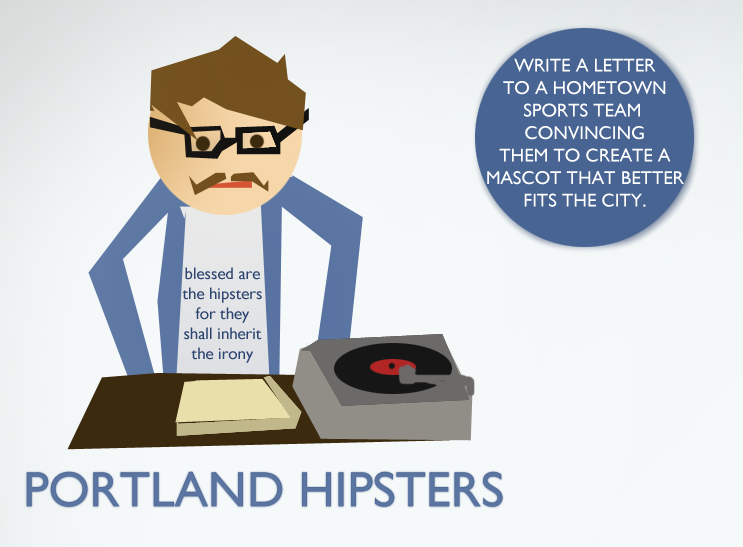 WRITE A LETTER
TO A HOMETOWN
SPORTS TEAM
CONVINCING
THEM TO CREATE A
MASCOT THAT BETTER
FITS THE CITY.
blessed are
the hipsters
for they
shall inherit
the irony
PORTLAND HIPSTERS